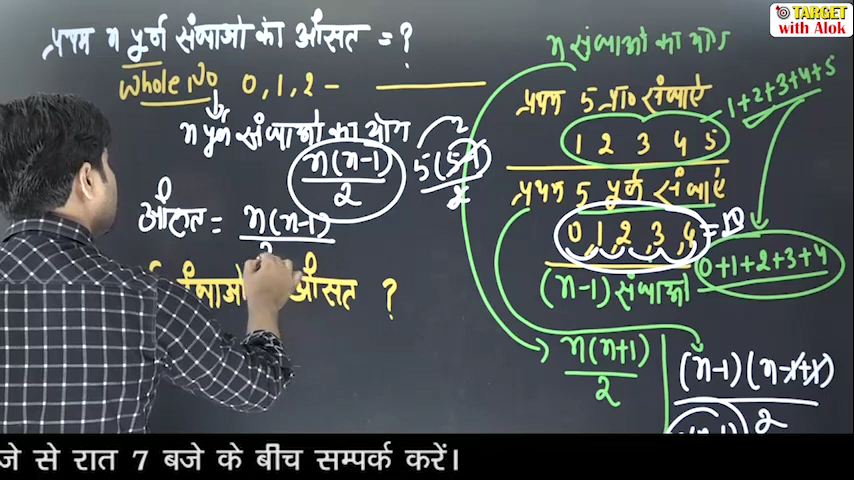 प्रथम n पूर्ण संख्याओं का औसत = ?
Whole No 0, 1, 2 -
n पूर्ण संख्याओं का योग
n(n-1)/2
5(5-1)/2
औसत = n(n-1)/2
संख्याओं औसत ?
n संख्याओं का योग
प्रथम 5 प्रा० संख्याएं
1 2 3 4 5
1+2+3+4+5
प्रथम 5 पूर्ण संख्याएं
0, 1, 2, 3, 4 = 10
0+1+2+3+4
(n-1) संख्याओं
n(n+1)/2
(n-1)(n-1+1)/2
TARGET
with Alok
जे से रात 7 बजे के बीच सम्पर्क करें।